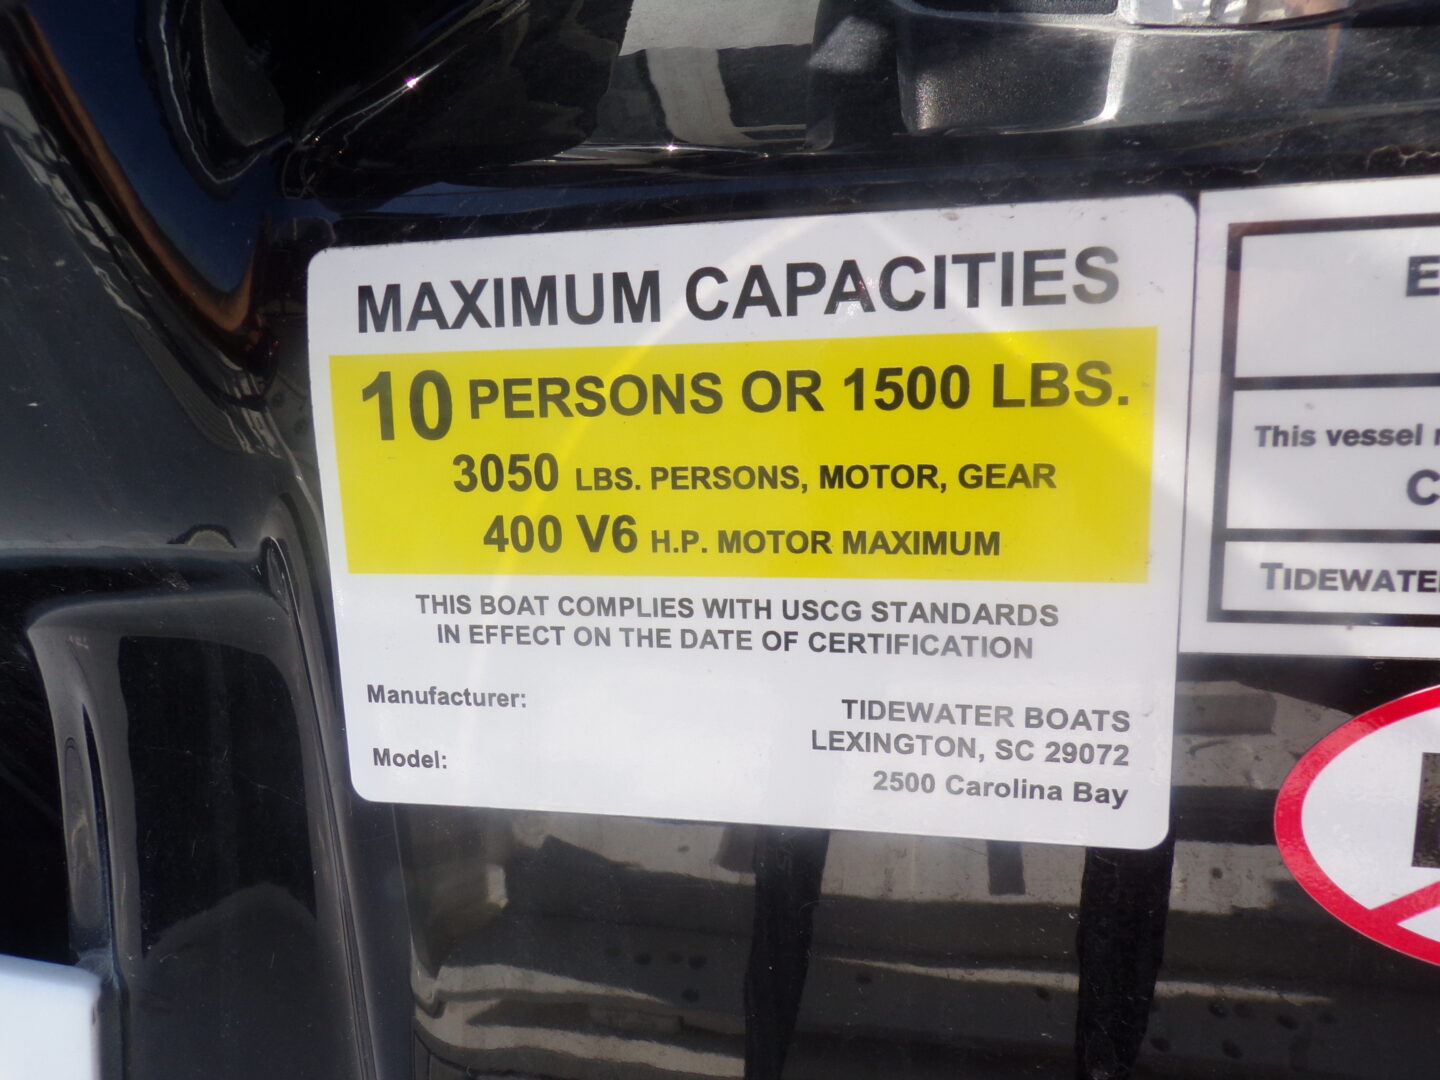 MAXIMUM CAPACITIES
10 PERSONS OR 1500 LBS.
3050 LBS. PERSONS, MOTOR, GEAR
400 V6 H.P. MOTOR MAXIMUM
THIS BOAT COMPLIES WITH USCG STANDARDS
IN EFFECT ON THE DATE OF CERTIFICATION
Manufacturer:
TIDEWATER BOATS
LEXINGTON, SC 29072
Model:
2500 Carolina Bay
This vessel